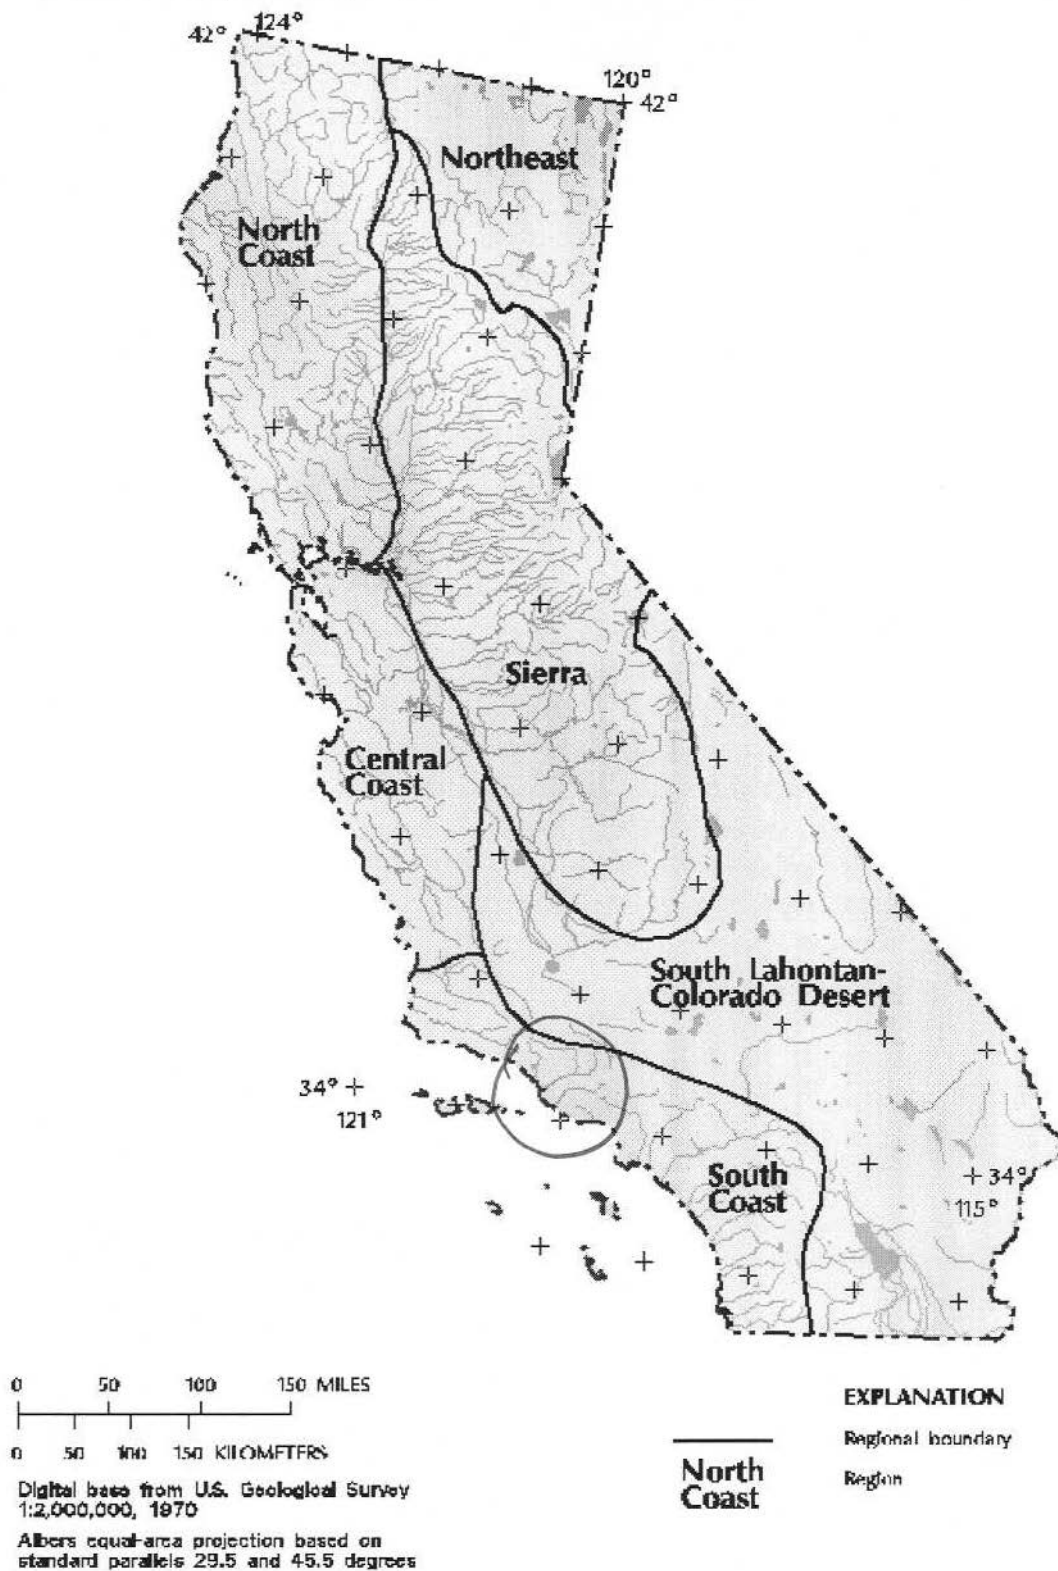 42° 124°
120°
42°
Northeast
North
Coast
Sierra
Central
Coast
South Lahontan-
Colorado Desert
34°
121°
South
Coast
34°
115°
0 50 100 150 MILES
0 50 100 150 KILOMETERS
Digital base from U.S. Geological Survey
1:2,000,000, 1970
Albers equal-area projection based on
standard parallels 29.5 and 45.5 degrees
EXPLANATION
Regional boundary
North
Coast
Region